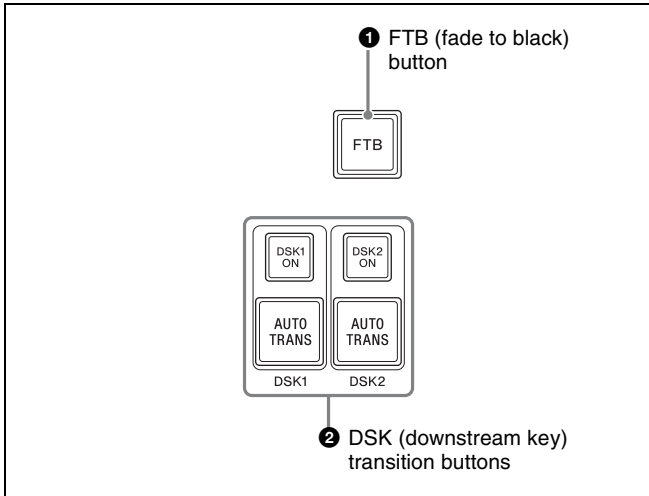 ❶ FTB (fade to black)
button
FTB
DSK1
ON
DSK2
ON
AUTO
TRANS
AUTO
TRANS
DSK1
DSK2
❷ DSK (downstream key)
transition buttons